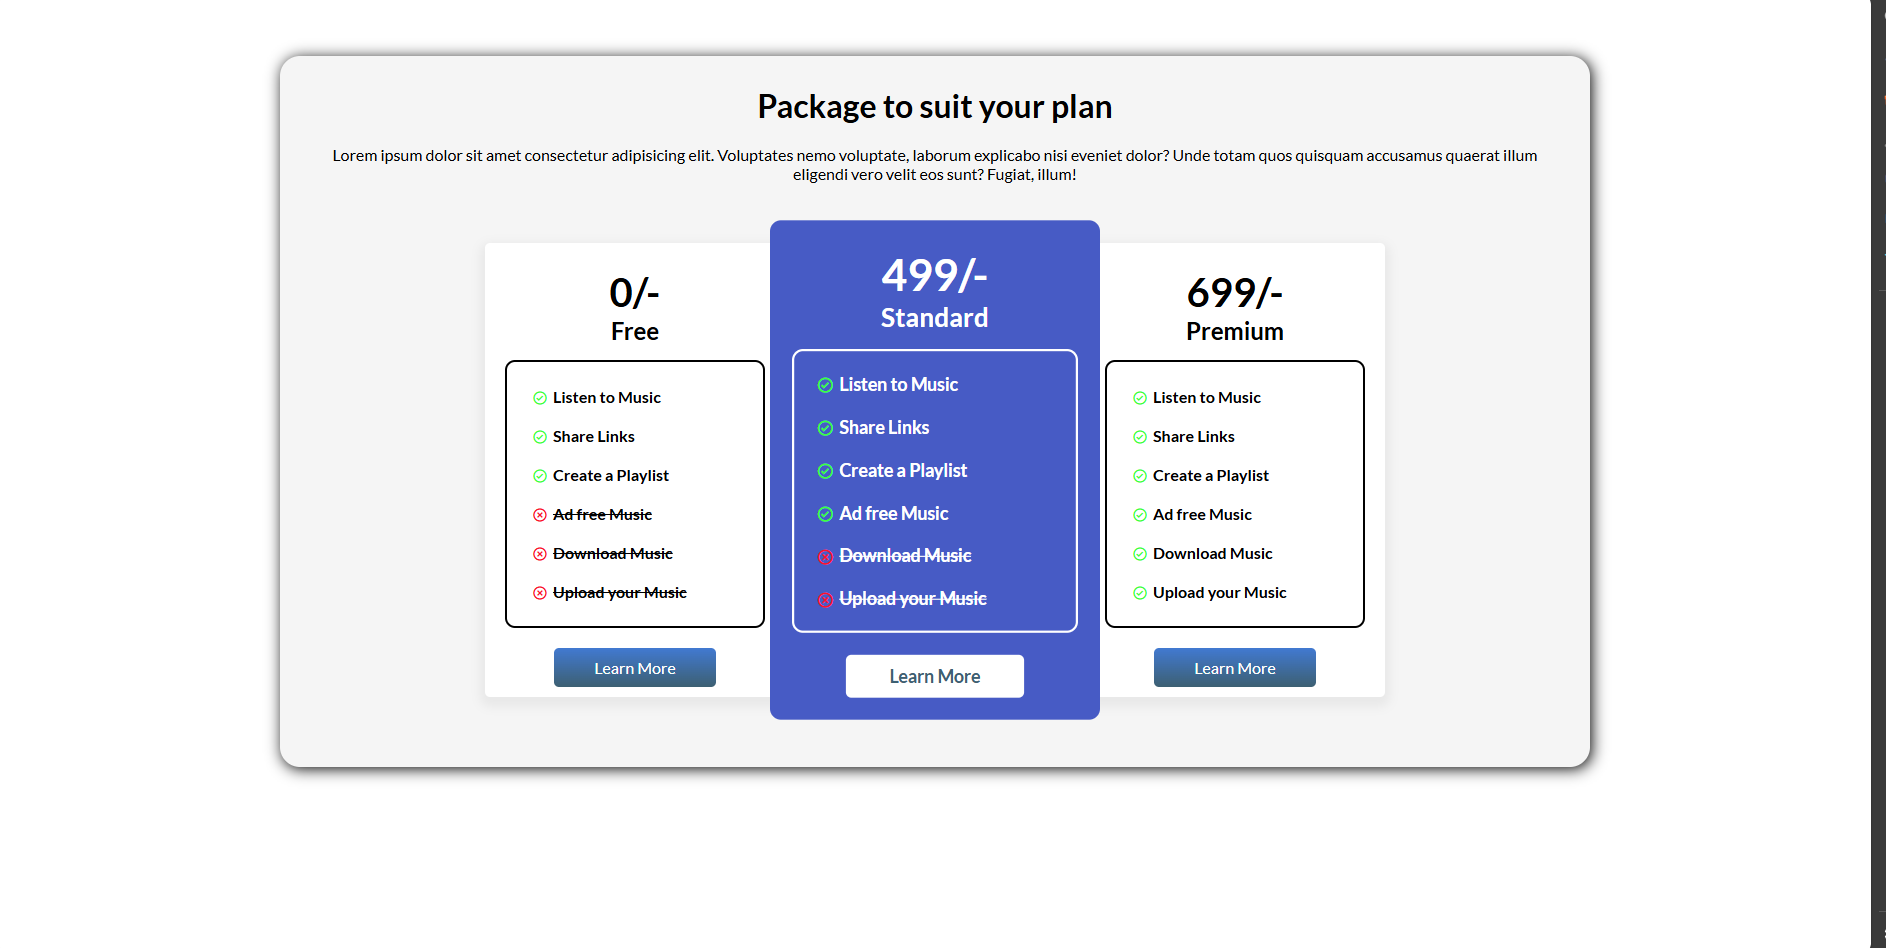 Package to suit your plan
Lorem ipsum dolor sit amet consectetur adipisicing elit. Voluptates nemo voluptate, laborum explicabo nisi eveniet dolor? Unde totam quos quisquam accusamus quaerat illum
eligendi vero velit eos sunt? Fugiat, illum!
0/-
Free
Listen to Music
Share Links
Create a Playlist
Ad free Music
Download Music
Upload your Music
Learn More
499/-
Standard
Listen to Music
Share Links
Create a Playlist
Ad free Music
Download Music
Upload your Music
Learn More
699/-
Premium
Listen to Music
Share Links
Create a Playlist
Ad free Music
Download Music
Upload your Music
Learn More